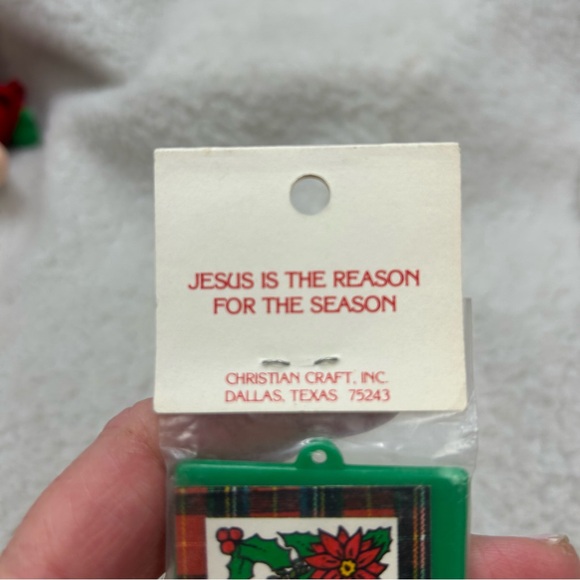 JESUS IS THE REASON
FOR THE SEASON
CHRISTIAN CRAFT, INC.
DALLAS, TEXAS 75243